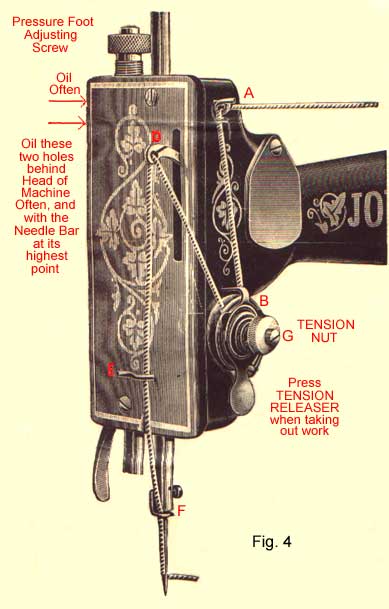 Pressure Foot
Adjusting
Screw
Oil
Often
A
Oil these
two holes
behind
Head of
Machine
Often, and
with the
Needle Bar
at its
highest
point
D
JO
B
G
TENSION
NUT
E
Press
TENSION
RELEASER
when taking
out work
F
Fig. 4